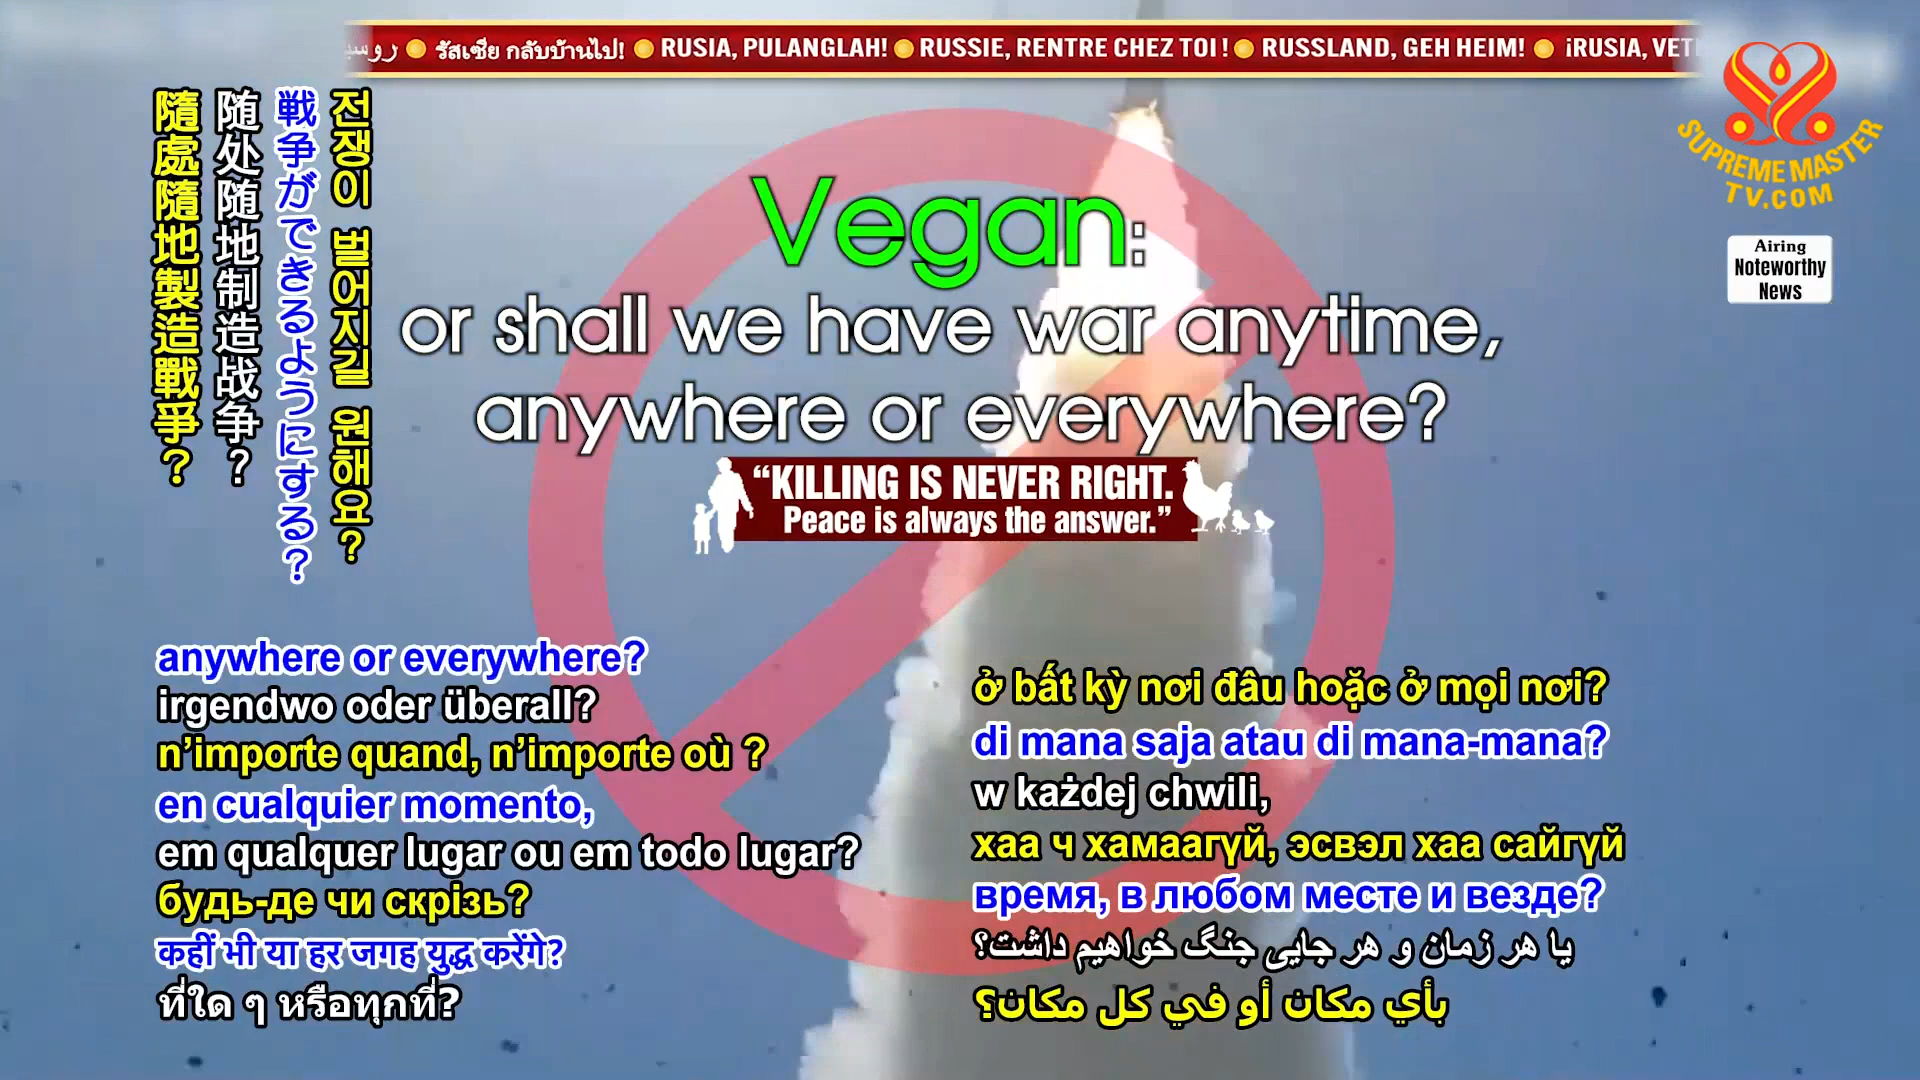 روسيا
รัสเซีย กลับบ้านไป! RUSIA, PULANGLAH! RUSSIE, RENTRE CHEZ TOI ! RUSSLAND, GEH HEIM! ¡RUSIA, VET
SUPREME MASTER
TV.COM
Airing
Noteworthy
News
전쟁이 벌어지길 원해요?
戦争ができるようにする?
随处随地制造战争?
隨處隨地製造戰爭?
Vegan:
or shall we have war anytime,
anywhere or everywhere?
“KILLING IS NEVER RIGHT.
Peace is always the answer.”
anywhere or everywhere?
irgendwo oder überall?
n’importe quand, n’importe où ?
en cualquier momento,
em qualquer lugar ou em todo lugar?
будь-де чи скрізь?
कहीं भी या हर जगह युद्ध करेंगे?
ที่ใด ๆ หรือทุกที่?
ở bất kỳ nơi đâu hoặc ở mọi nơi?
di mana saja atau di mana-mana?
w każdej chwili,
хаа ч хамаагүй, эсвэл хаа сайгүй
время, в любом месте и везде?
یا هر زمان و هر جایی جنگ خواهیم داشت؟
بأي مكان أو في كل مكان؟